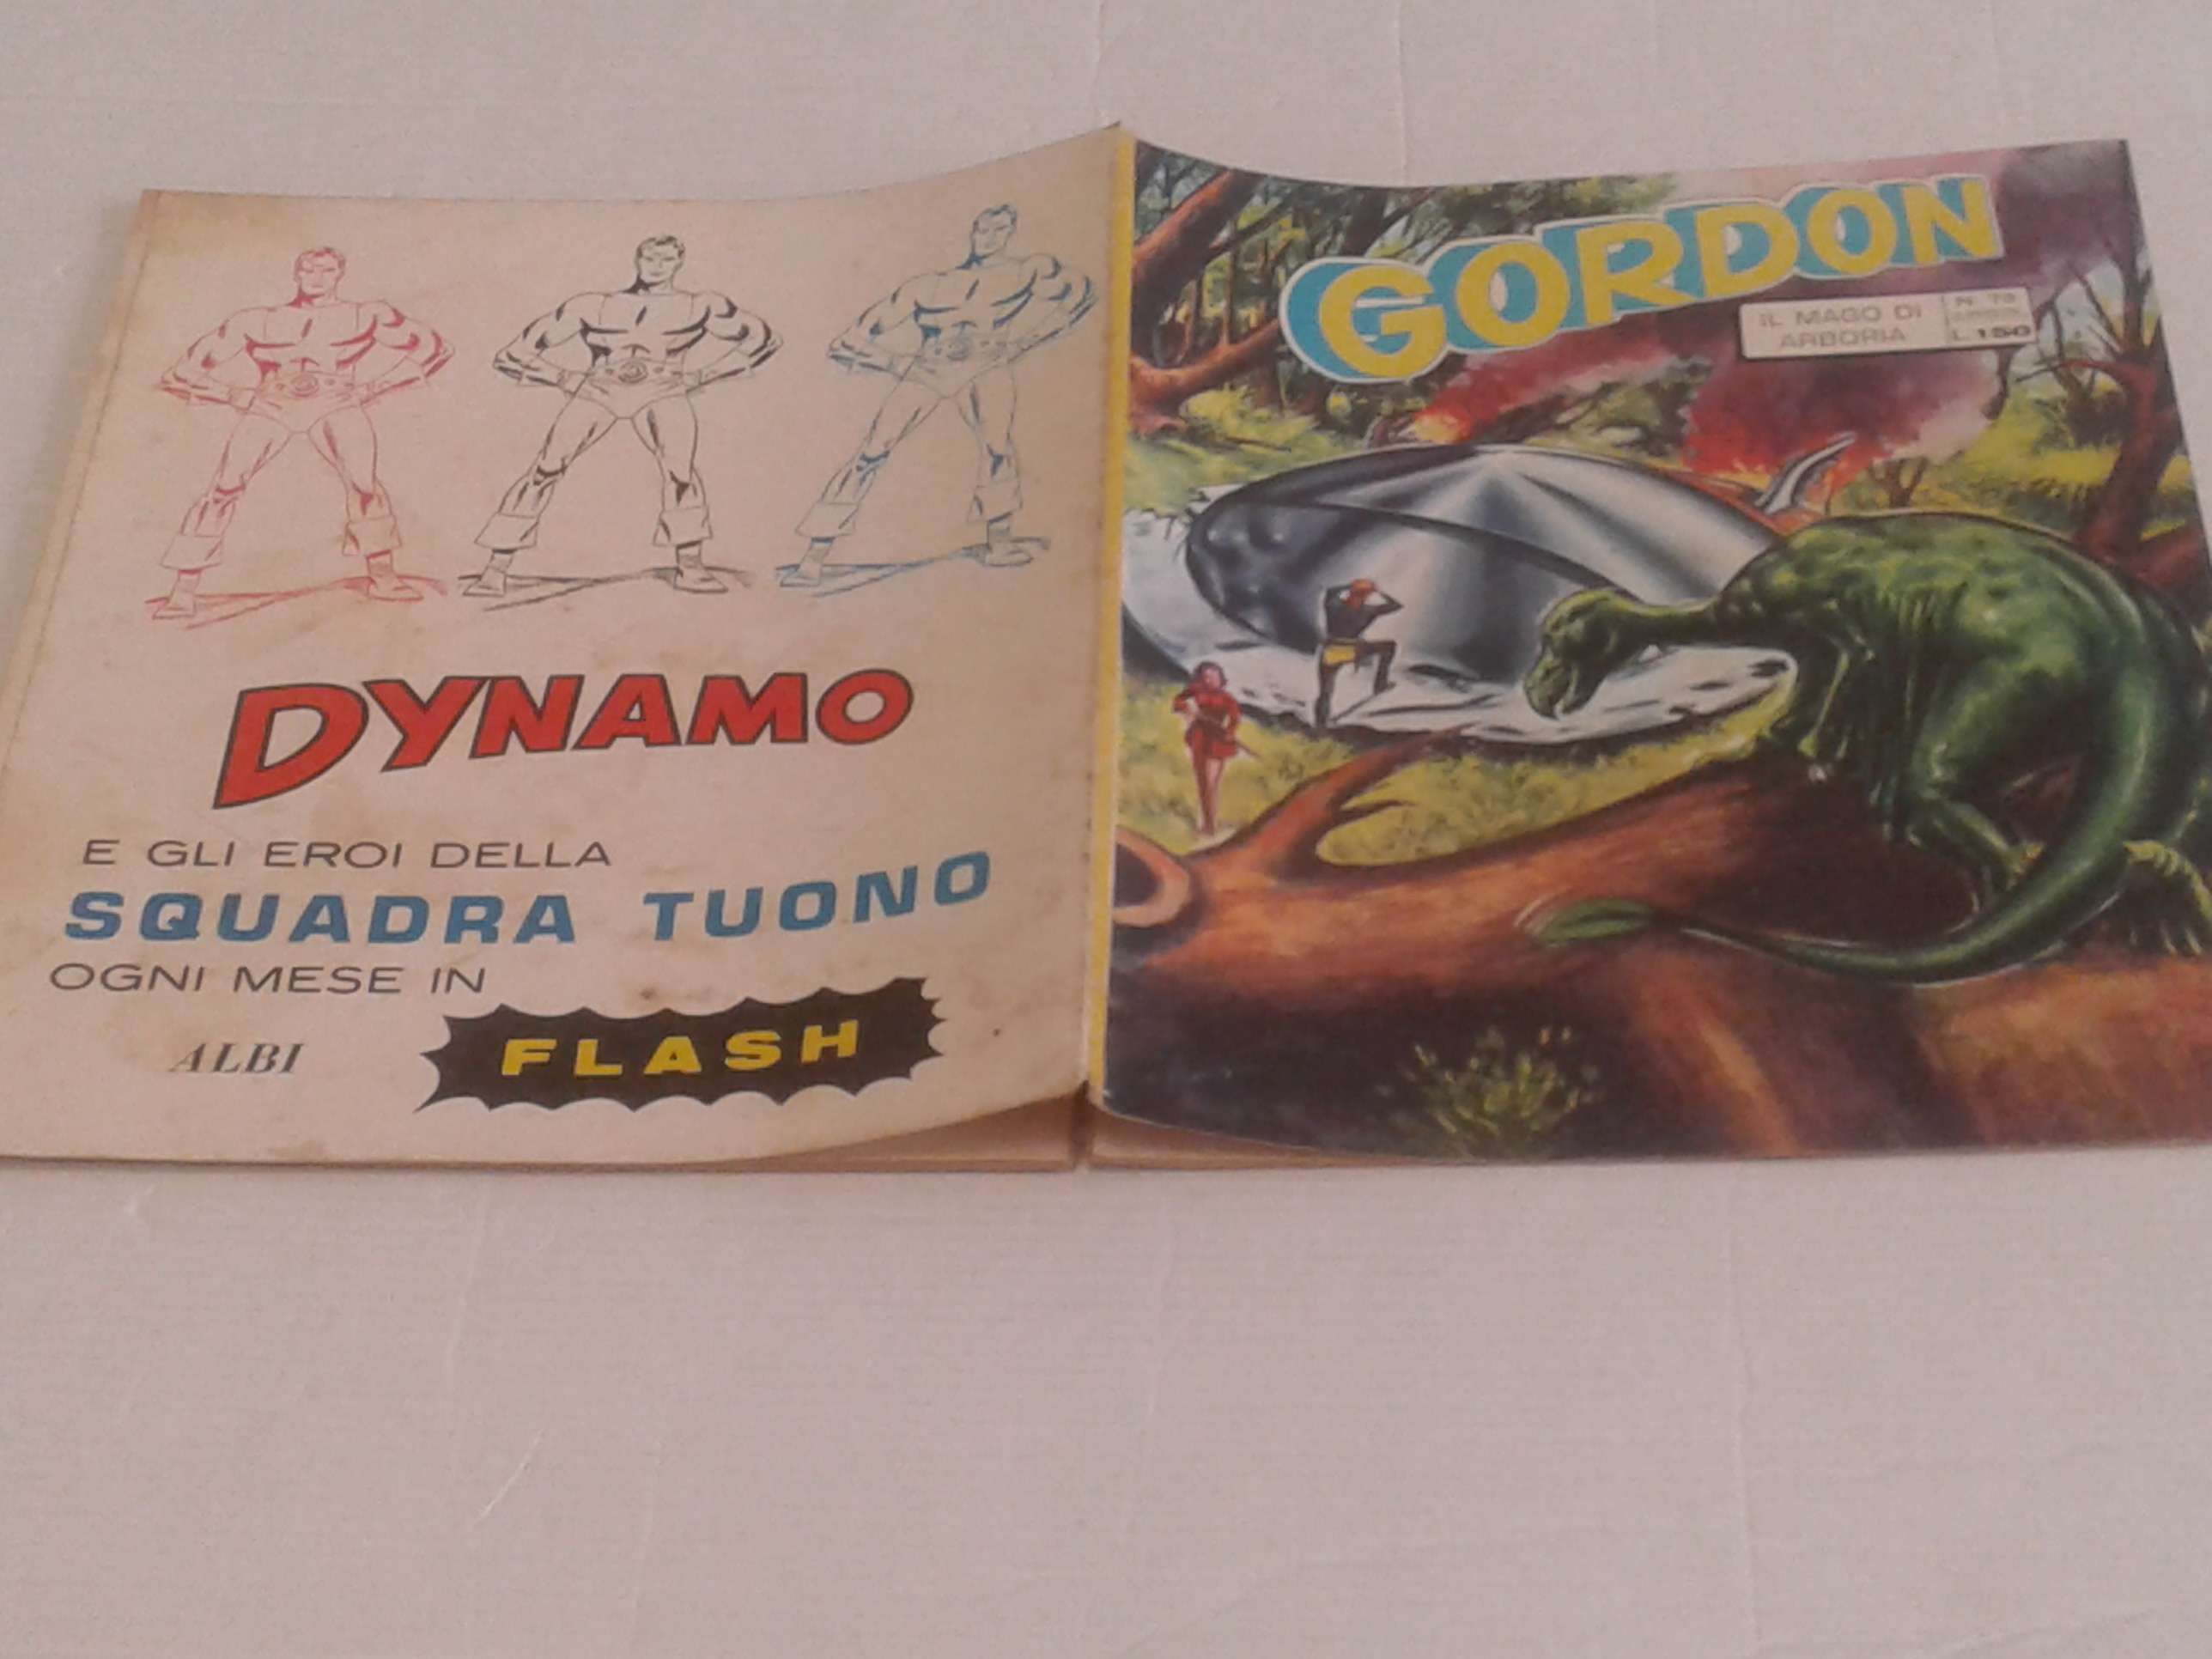 DYNAMO
E GLI EROI DELLA
SQUADRA TUONO
OGNI MESE IN
ALBI FLASH
GORDON
IL MAGO DI
ARBORIA
N.
L. 150